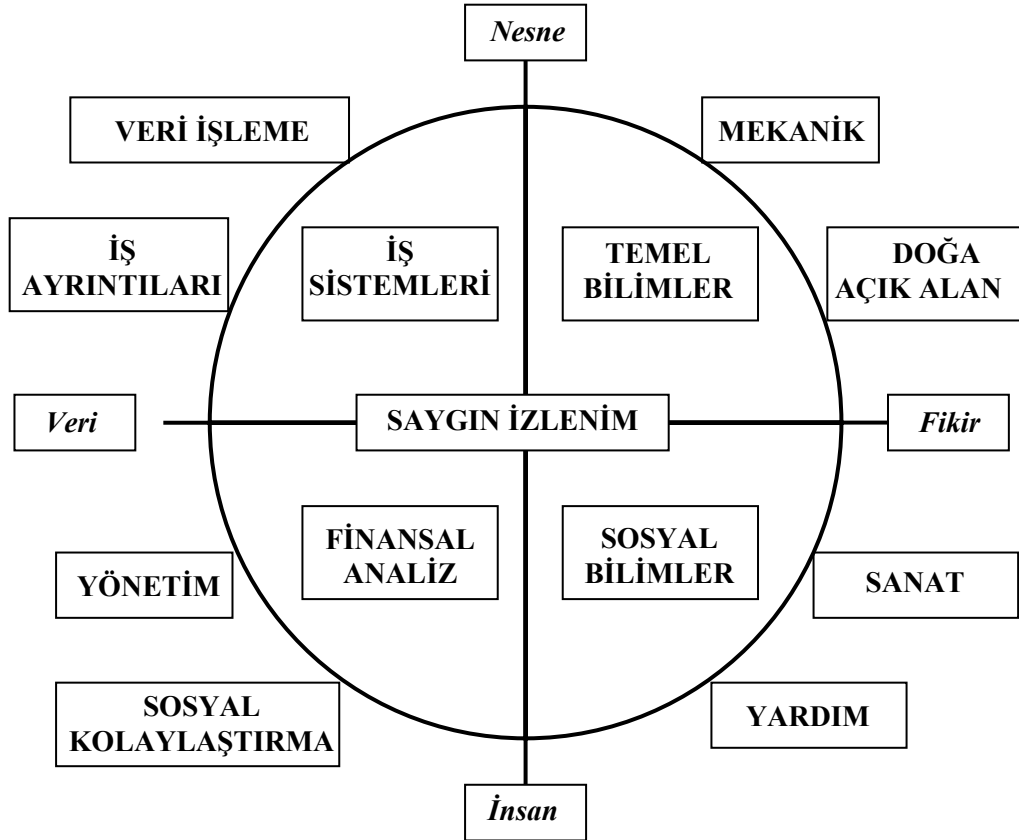 Nesne
VERİ İŞLEME
MEKANİK
İŞ
AYRINTILARI
İŞ
SİSTEMLERİ
TEMEL
BİLİMLER
DOĞA
AÇIK ALAN
Veri
SAYGIN İZLENİM
Fikir
FİNANSAL
ANALİZ
SOSYAL
BİLİMLER
YÖNETİM
SANAT
SOSYAL
KOLAYLAŞTIRMA
YARDIM
İnsan